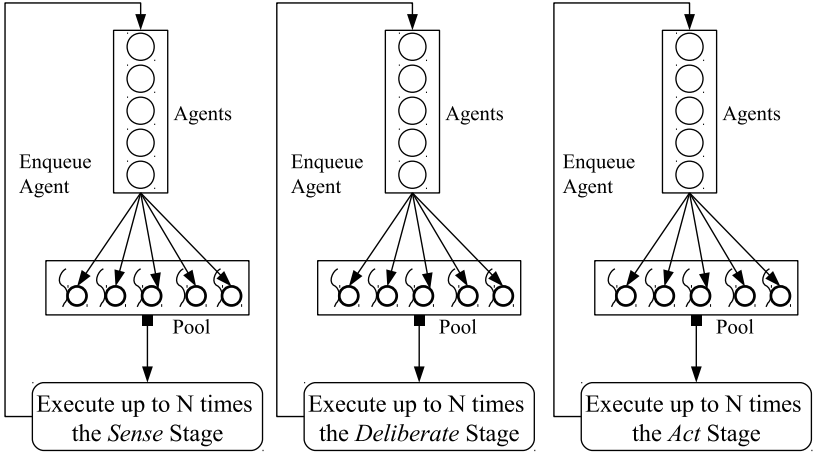 Agents
Enqueue
Agent
Pool
Execute up to N times
the Sense Stage
Agents
Enqueue
Agent
Pool
Execute up to N times
the Deliberate Stage
Agents
Enqueue
Agent
Pool
Execute up to N times
the Act Stage